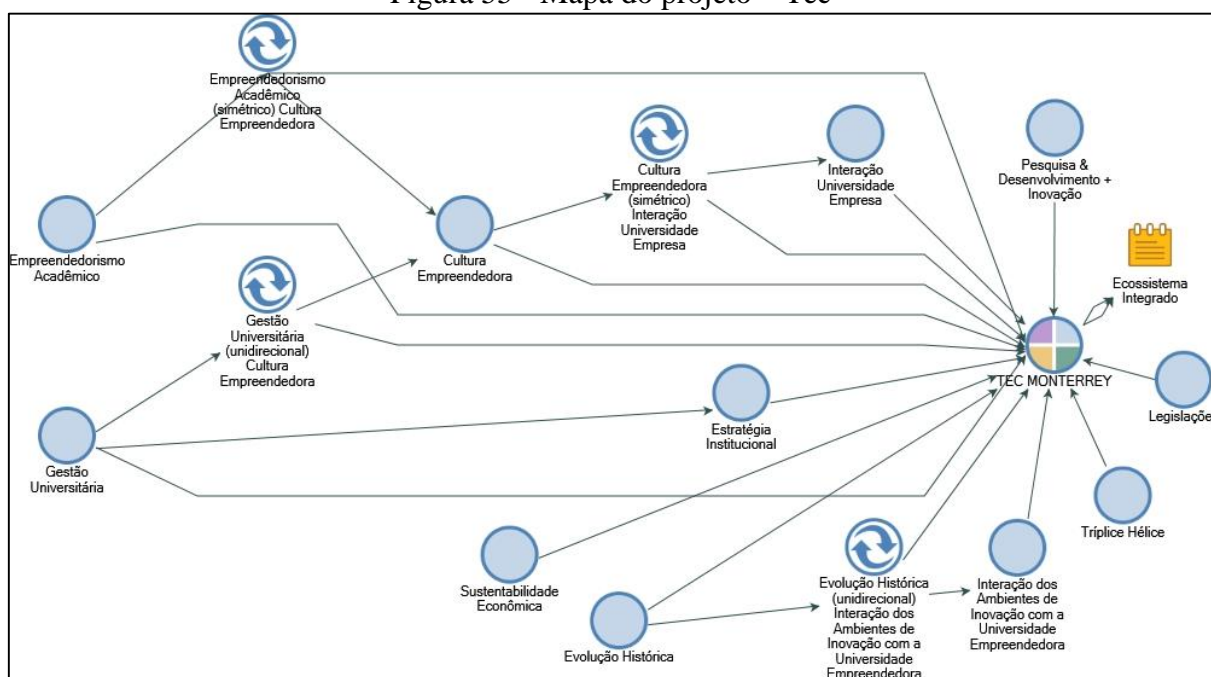 Figura 33 - Mapa do projeto – Tec
Empreendedorismo
Acadêmico
(simétrico) Cultura
Empreendedora
Cultura
Empreendedora
(simétrico)
Interação
Universidade
Empresa
Interação
Universidade
Empresa
Pesquisa &
Desenvolvimento +
Inovação
Empreendedorismo
Acadêmico
Cultura
Empreendedora
Ecossistema
Integrado
Gestão
Universitária
(unidirecional)
Cultura
Empreendedora
TEC MONTERREY
Legislaçõe
Estratégia
Institucional
Gestão
Universitária
Tríplice Hélice
Sustentabilidade
Econômica
Evolução Histórica
Evolução Histórica
(unidirecional)
Interação dos
Ambientes de
Inovação com a
Universidade
Empreendedora
Interação dos
Ambientes de
Inovação com a
Universidade
Empreendedora